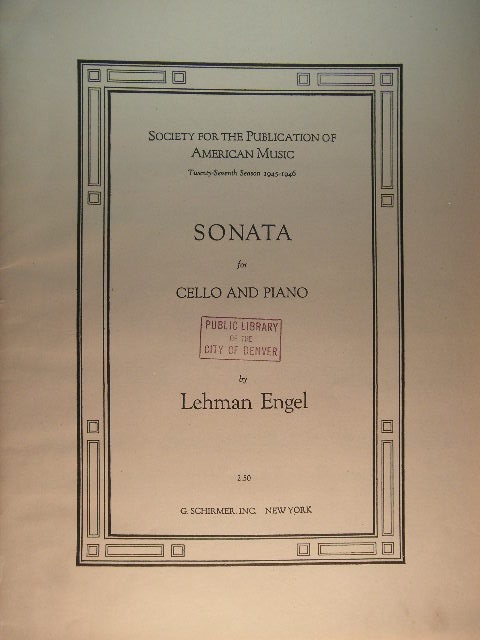 SOCIETY FOR THE PUBLICATION OF
AMERICAN MUSIC
Twenty-Seventh Season 1945-1946
SONATA
for
CELLO AND PIANO
PUBLIC LIBRARY
OF THE
CITY OF DENVER
by
Lehman Engel
2.50
G. SCHIRMER, INC. NEW YORK